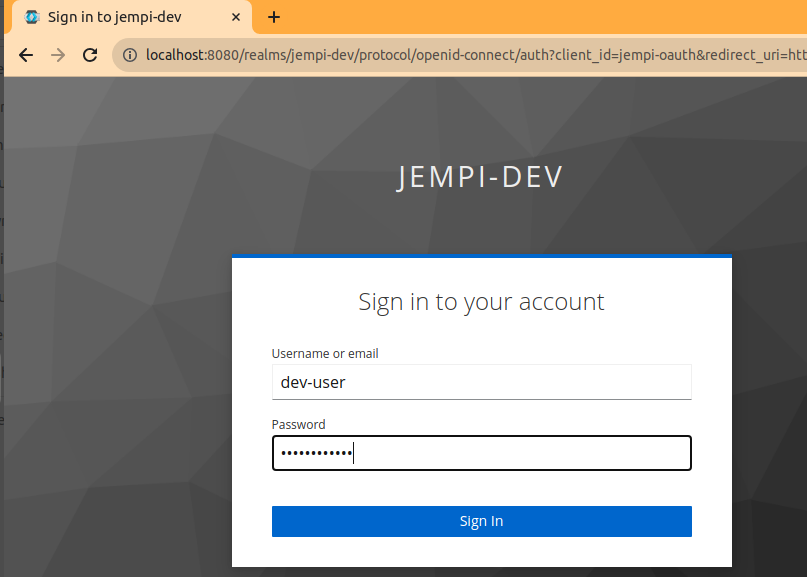 Sign in to jempi-dev
localhost:8080/realms/jempi-dev/protocol/openid-connect/auth?client_id=jempi-oauth&redirect_uri=htt
JEMPI-DEV
Sign in to your account
Username or email
dev-user
Password
••••••••••••
Sign In